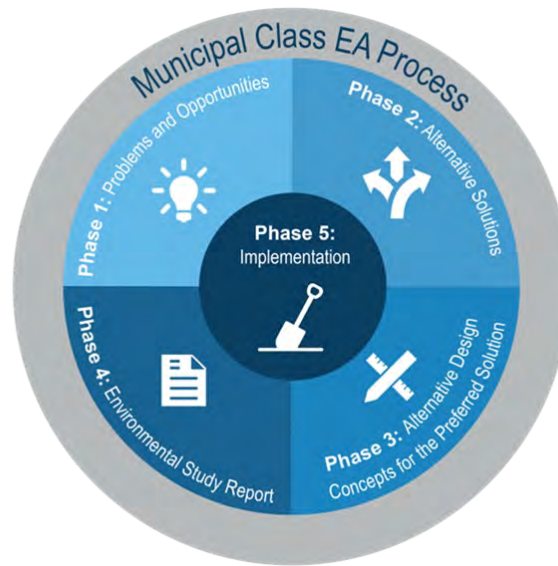 Municipal Class EA Process
Phase 1: Problems and Opportunities
Phase 2: Alternative Solutions
Phase 5:
Implementation
Phase 3: Alternative Design
Concepts for the Preferred Solution
Phase 4: Environmental Study Report